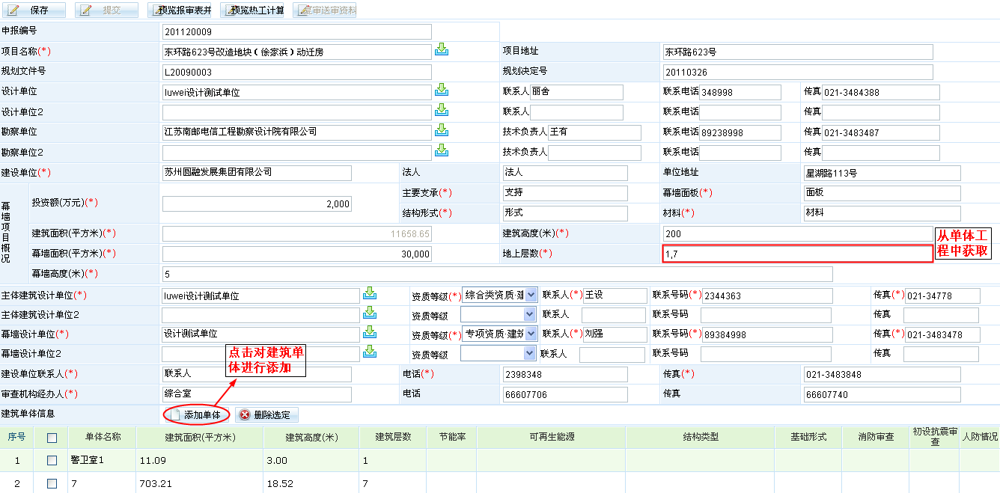 保存 提交 预览报审表并 预览热工计算 复审送审资料
申报编号 201120009
项目名称(*) 东环路623号改造地块（徐家浜）动迁房 项目地址 东环路623号
规划文件号 L20090003 规划决定号 20110326
设计单位 luwei设计测试单位 联系人 丽舍 联系电话 348998 传真 021-3484388
设计单位2 联系人 联系电话 传真
勘察单位 江苏南邮电信工程勘察设计院有限公司 技术负责人 王有 联系电话 89238998 传真 021-3483487
勘察单位2 技术负责人 联系电话 传真
建设单位(*) 苏州圆融发展集团有限公司 法人 法人 单位地址 星湖路113号
幕墙项目概况
投资额(万元)(*) 2,000 主要支承(*) 支持 幕墙面板(*) 面板
结构形式(*) 形式 材料(*) 材料
建筑面积(平方米)(*) 11658.65 建筑高度(米)(*) 200
从单体工
程中获取
幕墙面积(平方米)(*) 30,000 地上层数(*) 1,7
幕墙高度(米)(*) 5
主体建筑设计单位(*) luwei设计测试单位 资质等级(*) 综合类资质·建 联系人(*) 王设 联系号码(*) 2344363 传真(*) 021-34778
主体建筑设计单位2 资质等级 联系人 联系号码 传真
幕墙设计单位(*) 设计测试单位 资质等级(*) 专项资质·建筑 联系人(*) 刘强 联系号码(*) 89384998 传真(*) 021-3483478
幕墙设计单位2 资质等级 联系人 联系号码 传真
点击对建筑单
体进行添加
建设单位联系人(*) 联系人 电话(*) 2398348 传真(*) 021-3483848
审查机构经办人(*) 综合室 电话 66607706 传真 66607740
建筑单体信息 添加单体 删除选定
序号 单体名称 建筑面积(平方米) 建筑高度(米) 建筑层数 节能率 可再生能源 结构类型 基础形式 消防审查 初设抗震审查 人防情况
1 警卫室1 11.09 3.00 1
2 7 703.21 18.52 7